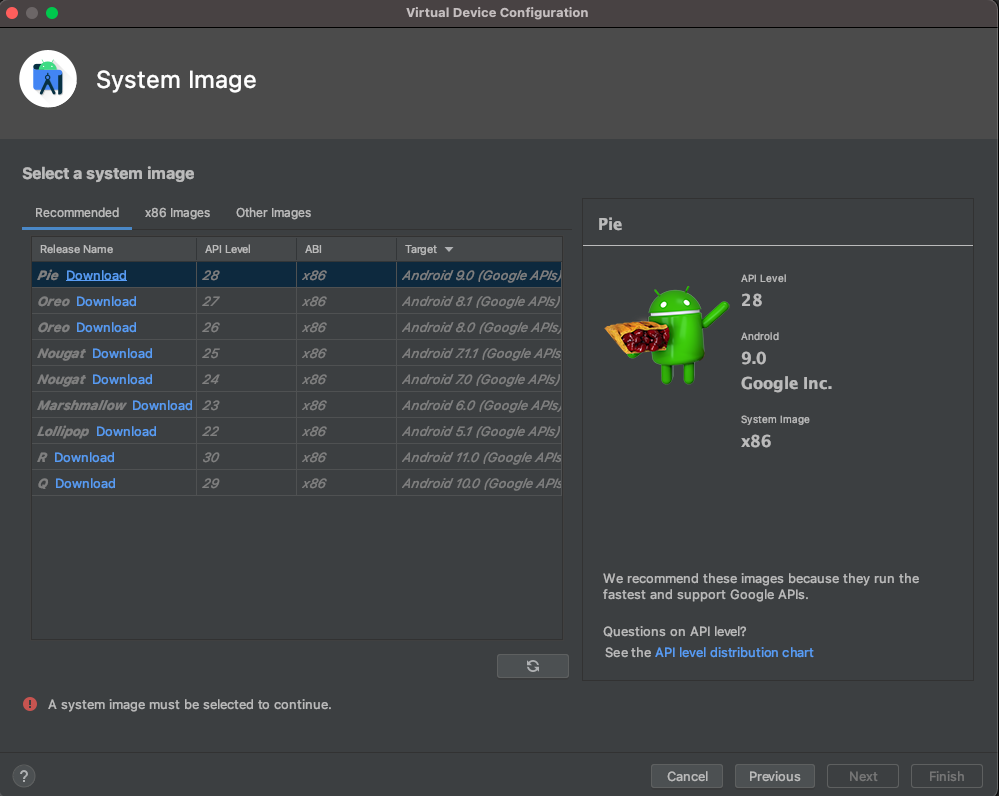 Virtual Device Configuration
System Image
Select a system image
Recommended x86 Images Other Images
Release Name API Level ABI Target
Pie Download 28 x86 Android 9.0 (Google APIs)
Oreo Download 27 x86 Android 8.1 (Google APIs)
Oreo Download 26 x86 Android 8.0 (Google APIs)
Nougat Download 25 x86 Android 7.1.1 (Google APIs
Nougat Download 24 x86 Android 7.0 (Google APIs)
Marshmallow Download 23 x86 Android 6.0 (Google APIs)
Lollipop Download 22 x86 Android 5.1 (Google APIs)
R Download 30 x86 Android 11.0 (Google APIs
Q Download 29 x86 Android 10.0 (Google APIs
Pie
API Level
28
Android
9.0
Google Inc.
System Image
x86
We recommend these images because they run the
fastest and support Google APIs.
Questions on API level?
See the API level distribution chart
! A system image must be selected to continue.
? Cancel Previous Next Finish